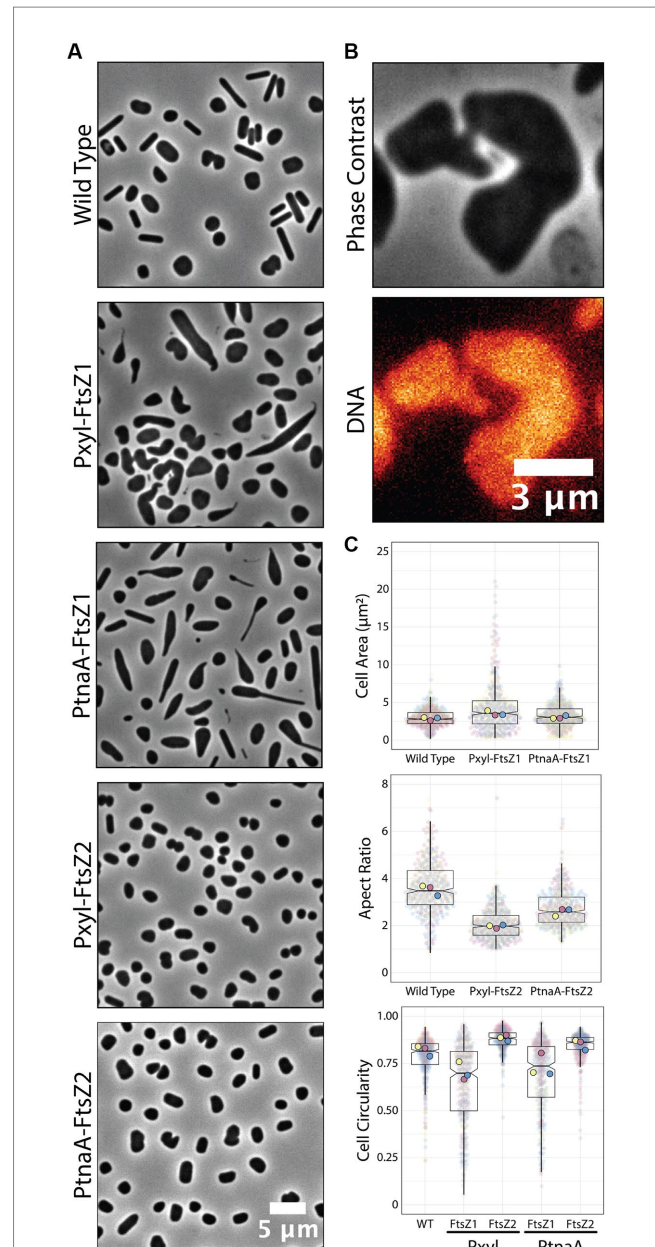 A
B
Wild Type
Phase Contrast
Pxyl-FtsZ1
DNA
3 µm
PtnaA-FtsZ1
C
Cell Area (µm²)
25
20
15
10
5
0
Wild Type Pxyl-FtsZ1 PtnaA-FtsZ1
Pxyl-FtsZ2
Apect Ratio
8
6
4
2
0
Wild Type Pxyl-FtsZ2 PtnaA-FtsZ2
PtnaA-FtsZ2
5 µm
Cell Circularity
1.00
0.75
0.50
0.25
0
WT FtsZ1 FtsZ2 FtsZ1 FtsZ2
Pxyl PtnaA